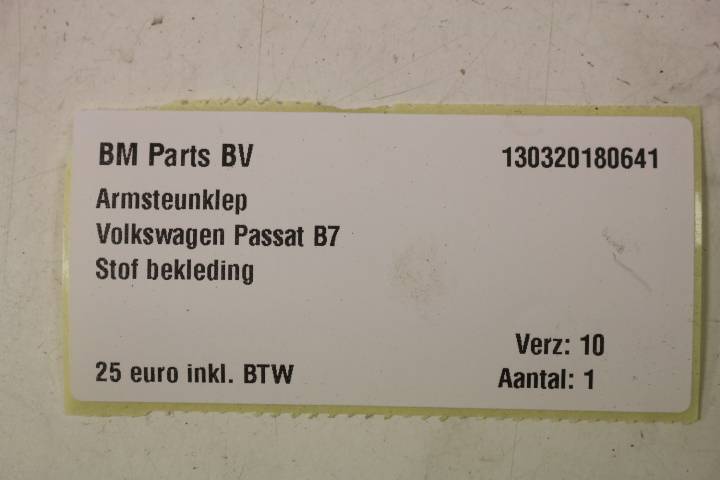 BM Parts BV 130320180641
Armsteunklep
Volkswagen Passat B7
Stof bekleding
Verz: 10
25 euro inkl. BTW Aantal: 1